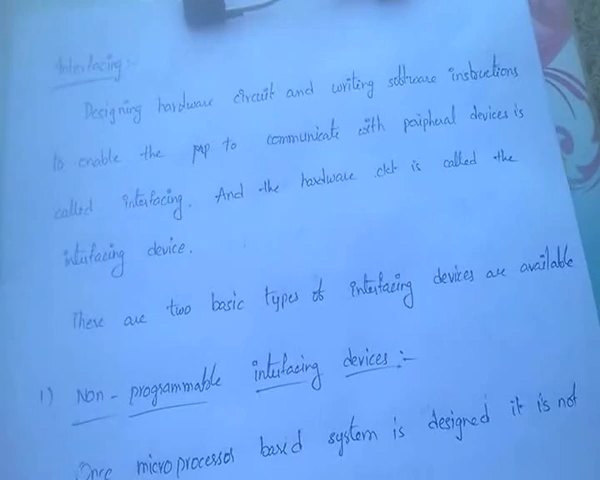 Interfacing :-
Designing hardware circuit and writing software instructions
to enable the μp to communicate with peripheral devices is
called interfacing. And the hardware ckt is called the
interfacing device.
There are two basic types of interfacing devices are available
1) Non-programmable interfacing devices :-
Once microprocessor based system is designed it is not